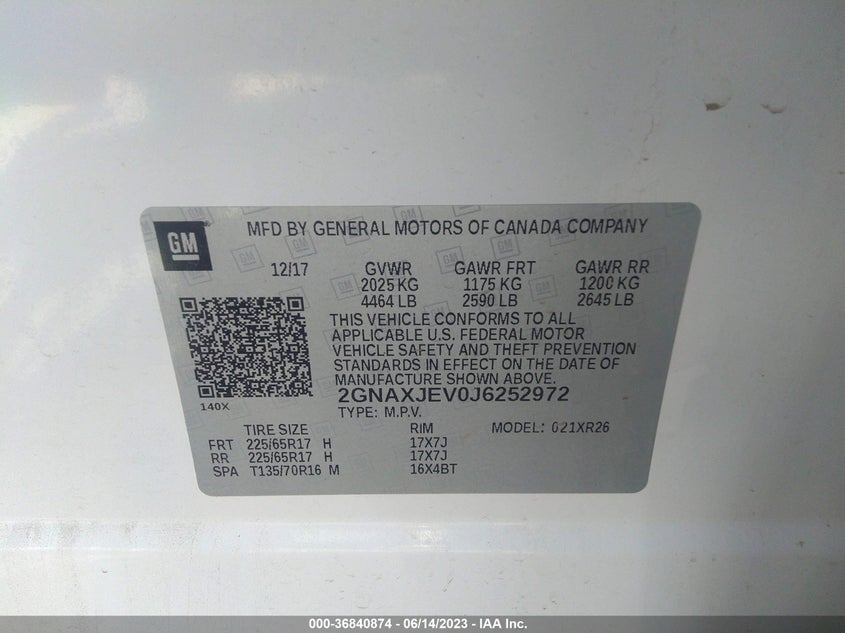 GM
MFD BY GENERAL MOTORS OF CANADA COMPANY
12/17 GVWR GAWR FRT GAWR RR
2025 KG 1175 KG 1200 KG
4464 LB 2590 LB 2645 LB
THIS VEHICLE CONFORMS TO ALL
APPLICABLE U.S. FEDERAL MOTOR
VEHICLE SAFETY AND THEFT PREVENTION
STANDARDS IN EFFECT ON THE DATE OF
MANUFACTURE SHOWN ABOVE.
140X
2GNAXJEV0J6252972
TYPE: M.P.V.
TIRE SIZE RIM MODEL: 021XR26
FRT 225/65R17 H 17X7J
RR 225/65R17 H 17X7J
SPA T135/70R16 M 16X4BT
000-36840874 - 06/14/2023 - IAA Inc.